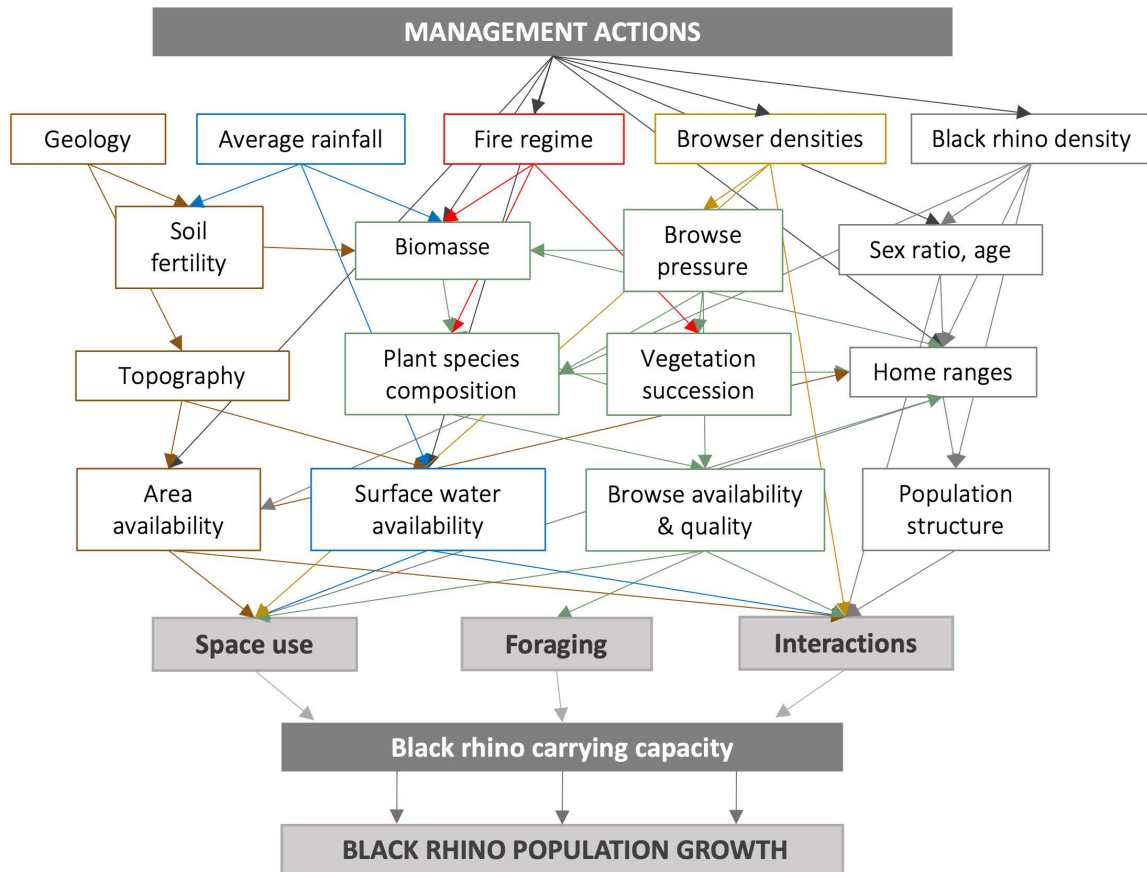 MANAGEMENT ACTIONS
Geology
Average rainfall
Fire regime
Browser densities
Black rhino density
Soil
fertility
Biomasse
Browse
pressure
Sex ratio, age
Topography
Plant species
composition
Vegetation
succession
Home ranges
Area
availability
Surface water
availability
Browse availability
& quality
Population
structure
Space use
Foraging
Interactions
Black rhino carrying capacity
BLACK RHINO POPULATION GROWTH